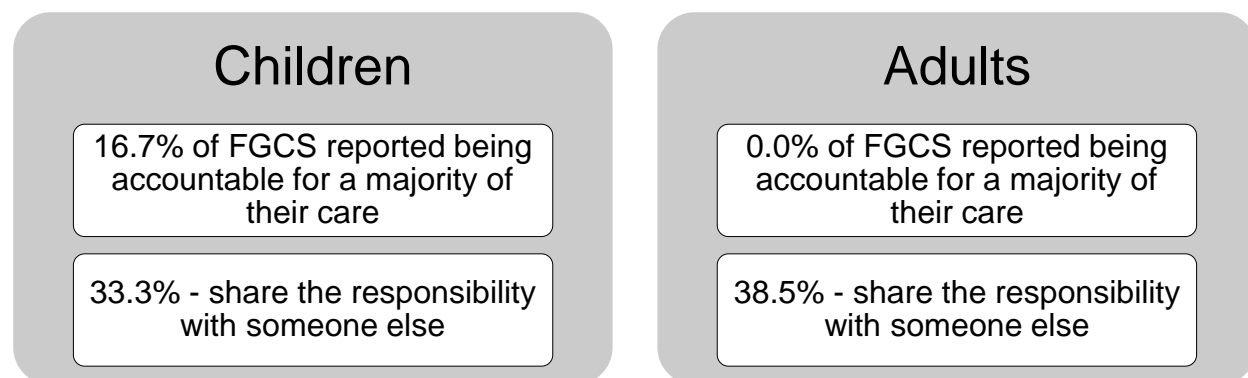 Children
16.7% of FGCS reported being
accountable for a majority of
their care
33.3% - share the responsibility
with someone else
Adults
0.0% of FGCS reported being
accountable for a majority of
their care
38.5% - share the responsibility
with someone else